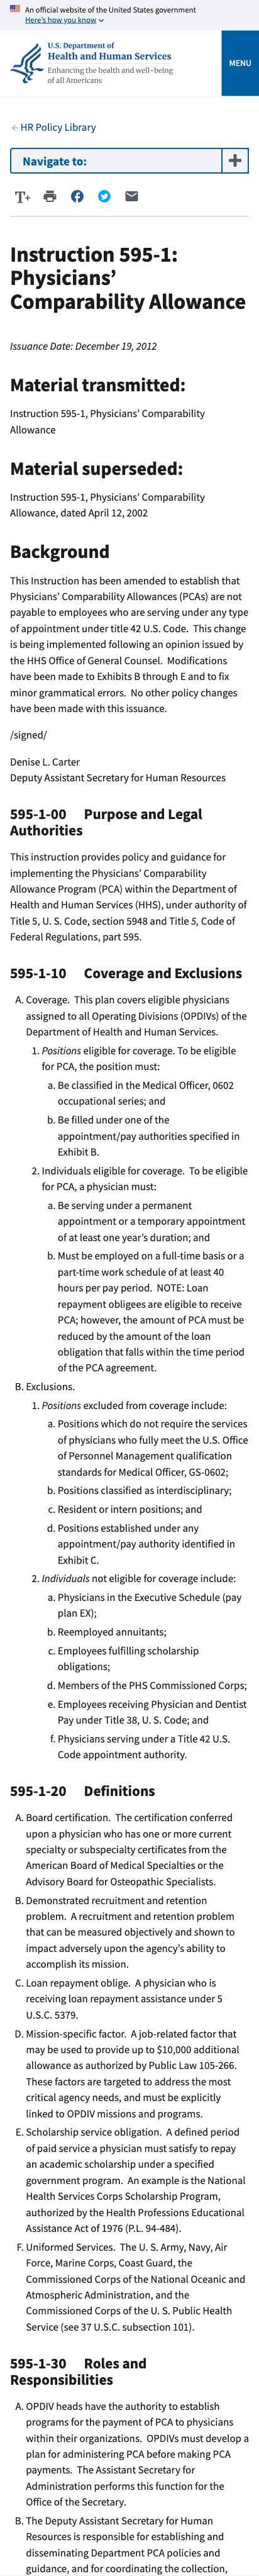 An official website of the United States government
Here's how you know
U.S. Department of
Health and Human Services
Enhancing the health and well-being
of all Americans
MENU
HR Policy Library
Navigate to:
T+
Instruction 595-1:
Physicians’
Comparability Allowance
Issuance Date: December 19, 2012
Material transmitted:
Instruction 595-1, Physicians’ Comparability
Allowance
Material superseded:
Instruction 595-1, Physicians’ Comparability
Allowance, dated April 12, 2002
Background
This Instruction has been amended to establish that
Physicians’ Comparability Allowances (PCAs) are not
payable to employees who are serving under any type
of appointment under title 42 U.S. Code. This change
is being implemented following an opinion issued by
the HHS Office of General Counsel. Modifications
have been made to Exhibits B through E and to fix
minor grammatical errors. No other policy changes
have been made with this issuance.
/signed/
Denise L. Carter
Deputy Assistant Secretary for Human Resources
595-1-00 Purpose and Legal
Authorities
This instruction provides policy and guidance for
implementing the Physicians’ Comparability
Allowance Program (PCA) within the Department of
Health and Human Services (HHS), under authority of
Title 5, U. S. Code, section 5948 and Title 5, Code of
Federal Regulations, part 595.
595-1-10 Coverage and Exclusions
A. Coverage. This plan covers eligible physicians
assigned to all Operating Divisions (OPDIVs) of the
Department of Health and Human Services.
1. Positions eligible for coverage. To be eligible
for PCA, the position must:
a. Be classified in the Medical Officer, 0602
occupational series; and
b. Be filled under one of the
appointment/pay authorities specified in
Exhibit B.
2. Individuals eligible for coverage. To be eligible
for PCA, a physician must:
a. Be serving under a permanent
appointment or a temporary appointment
of at least one year’s duration; and
b. Must be employed on a full-time basis or a
part-time work schedule of at least 40
hours per pay period. NOTE: Loan
repayment obligees are eligible to receive
PCA; however, the amount of PCA must be
reduced by the amount of the loan
obligation that falls within the time period
of the PCA agreement.
B. Exclusions.
1. Positions excluded from coverage include:
a. Positions which do not require the services
of physicians who fully meet the U.S. Office
of Personnel Management qualification
standards for Medical Officer, GS-0602;
b. Positions classified as interdisciplinary;
c. Resident or intern positions; and
d. Positions established under any
appointment/pay authority identified in
Exhibit C.
2. Individuals not eligible for coverage include:
a. Physicians in the Executive Schedule (pay
plan EX);
b. Reemployed annuitants;
c. Employees fulfilling scholarship
obligations;
d. Members of the PHS Commissioned Corps;
e. Employees receiving Physician and Dentist
Pay under Title 38, U. S. Code; and
f. Physicians serving under a Title 42 U.S.
Code appointment authority.
595-1-20 Definitions
A. Board certification. The certification conferred
upon a physician who has one or more current
specialty or subspecialty certificates from the
American Board of Medical Specialties or the
Advisory Board for Osteopathic Specialists.
B. Demonstrated recruitment and retention
problem. A recruitment and retention problem
that can be measured objectively and shown to
impact adversely upon the agency’s ability to
accomplish its mission.
C. Loan repayment oblige. A physician who is
receiving loan repayment assistance under 5
U.S.C. 5379.
D. Mission-specific factor. A job-related factor that
may be used to provide up to $10,000 additional
allowance as authorized by Public Law 105-266.
These factors are targeted to address the most
critical agency needs, and must be explicitly
linked to OPDIV missions and programs.
E. Scholarship service obligation. A defined period
of paid service a physician must satisfy to repay
an academic scholarship under a specified
government program. An example is the National
Health Services Corps Scholarship Program,
authorized by the Health Professions Educational
Assistance Act of 1976 (P.L. 94-484).
F. Uniformed Services. The U. S. Army, Navy, Air
Force, Marine Corps, Coast Guard, the
Commissioned Corps of the National Oceanic and
Atmospheric Administration, and the
Commissioned Corps of the U. S. Public Health
Service (see 37 U.S.C. subsection 101).
595-1-30 Roles and
Responsibilities
A. OPDIV heads have the authority to establish
programs for the payment of PCA to physicians
within their organizations. OPDIVs must develop a
plan for administering PCA before making PCA
payments. The Assistant Secretary for
Administration performs this function for the
Office of the Secretary.
B. The Deputy Assistant Secretary for Human
Resources is responsible for establishing and
disseminating Department PCA policies and
guidance, and for coordinating the collection,